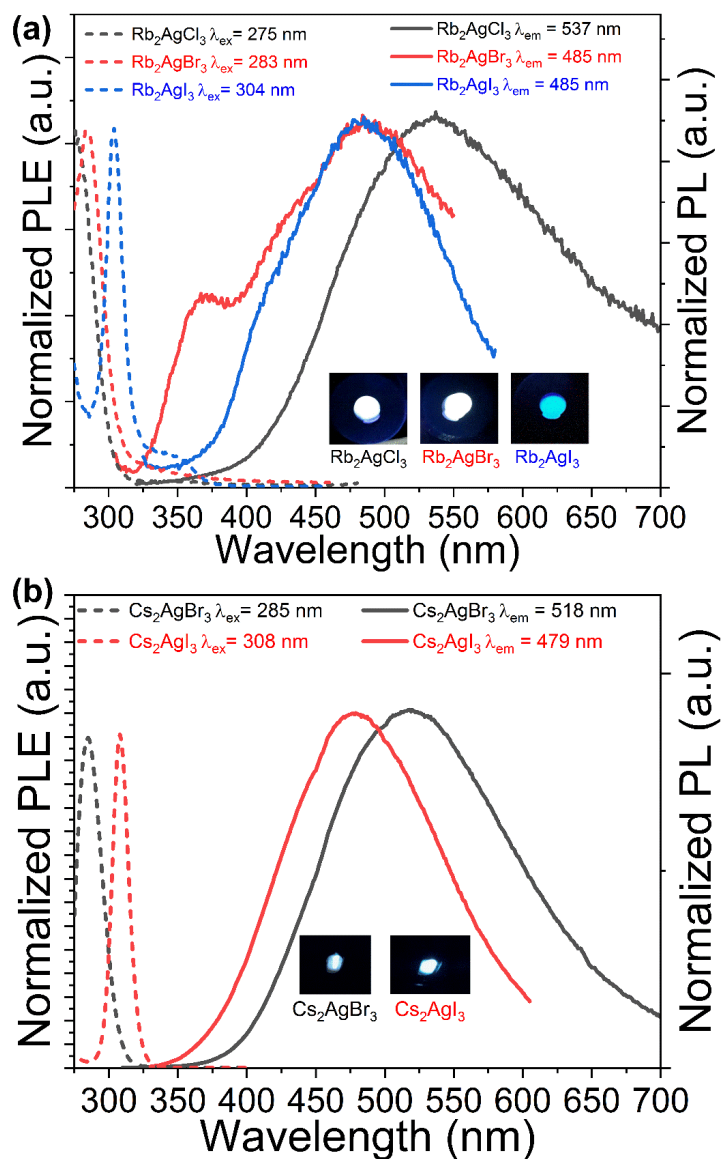 (a)
Rb₂AgCl₃ λₑₓ= 275 nm
Rb₂AgBr₃ λₑₓ= 283 nm
Rb₂AgI₃ λₑₓ= 304 nm
Rb₂AgCl₃ λₑₘ = 537 nm
Rb₂AgBr₃ λₑₘ = 485 nm
Rb₂AgI₃ λₑₘ = 485 nm
Normalized PLE (a.u.)
Normalized PL (a.u.)
Rb₂AgCl₃ Rb₂AgBr₃ Rb₂AgI₃
300 350 400 450 500 550 600 650 700
Wavelength (nm)
(b)
Cs₂AgBr₃ λₑₓ= 285 nm
Cs₂AgI₃ λₑₓ= 308 nm
Cs₂AgBr₃ λₑₘ = 518 nm
Cs₂AgI₃ λₑₘ = 479 nm
Normalized PLE (a.u.)
Normalized PL (a.u.)
Cs₂AgBr₃ Cs₂AgI₃
300 350 400 450 500 550 600 650 700
Wavelength (nm)